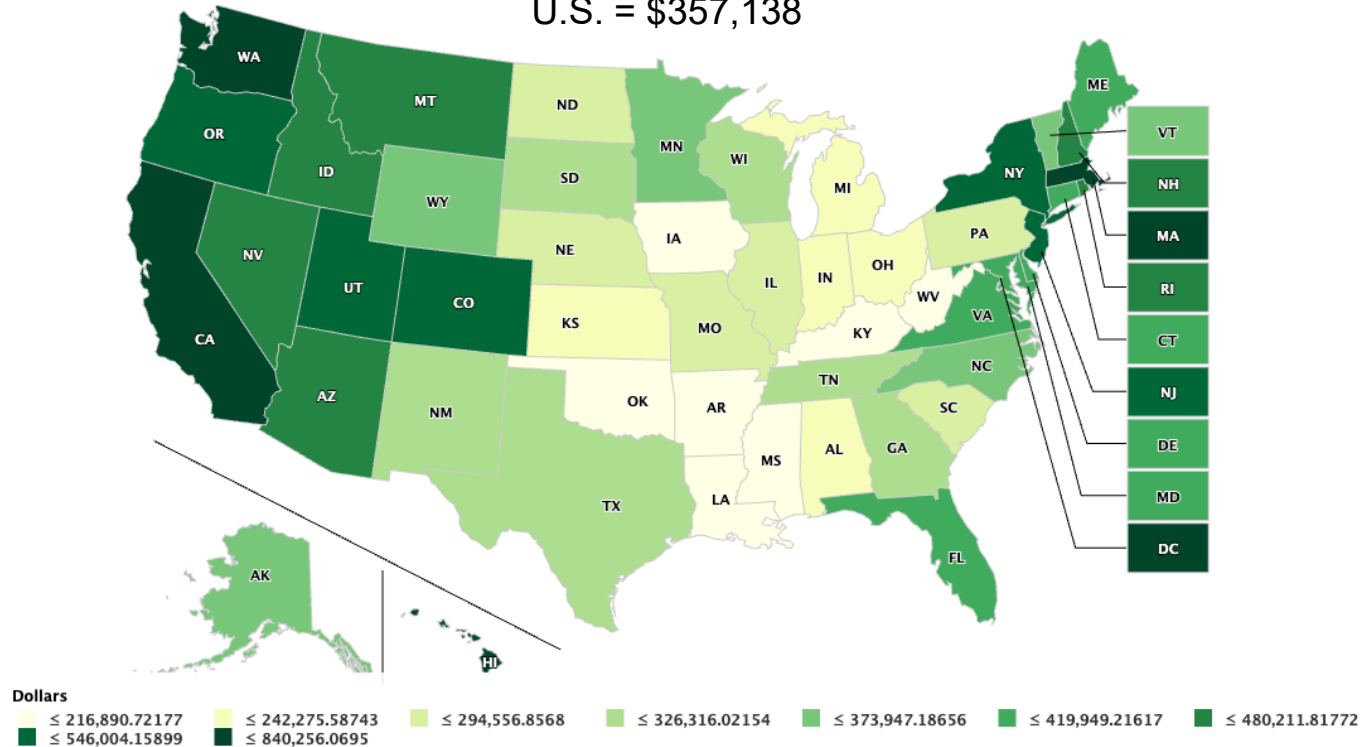 U.S. = $357,138
WA
ME
MT
ND
VT
OR
MN
ID
SD
WI
NY
NH
MI
WY
MA
IA
PA
NE
NV
OH
IL
IN
RI
UT
CO
WV
VA
KS
MO
KY
CA
CT
NC
TN
AZ
NJ
OK
AR
SC
NM
DE
AL
GA
MS
MD
LA
TX
DC
FL
AK
HI
Dollars
≤ 216,890.72177 ≤ 242,275.58743 ≤ 294,556.8568 ≤ 326,316.02154 ≤ 373,947.18656 ≤ 419,949.21617 ≤ 480,211.81772
≤ 546,004.15899 ≤ 840,256.0695